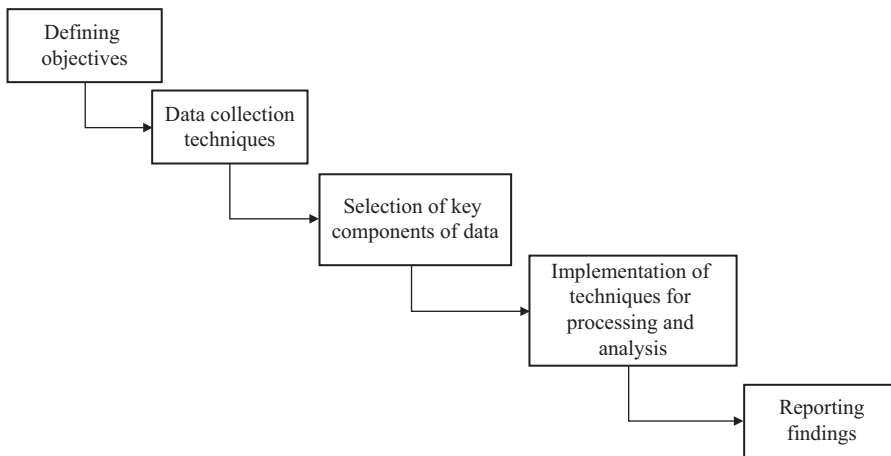 Defining
objectives
Data collection
techniques
Selection of key
components of data
Implementation of
techniques for
processing and
analysis
Reporting
findings